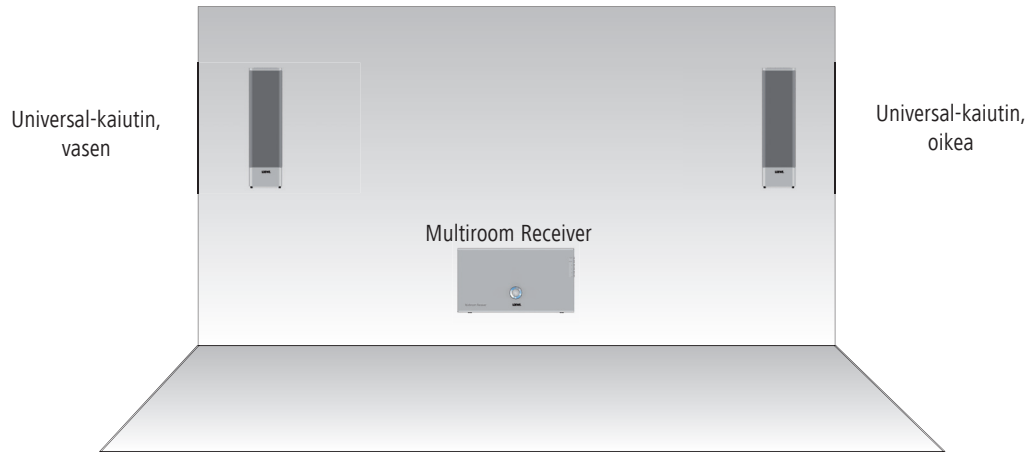 Universal-kaiutin,
vasen
Universal-kaiutin,
oikea
Multiroom Receiver